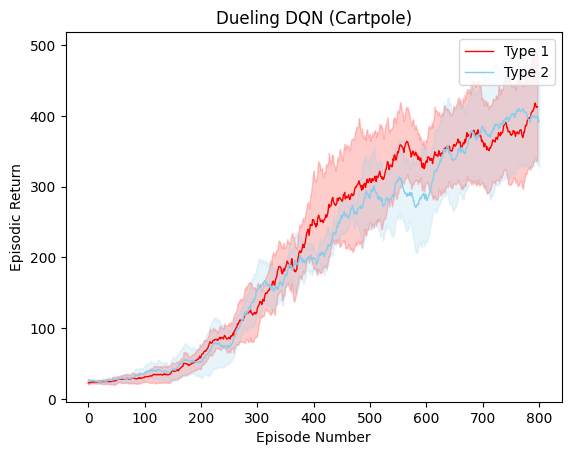 Dueling DQN (Cartpole)
Type 1
Type 2
Episodic Return
500
400
300
200
100
0
0 100 200 300 400 500 600 700 800
Episode Number